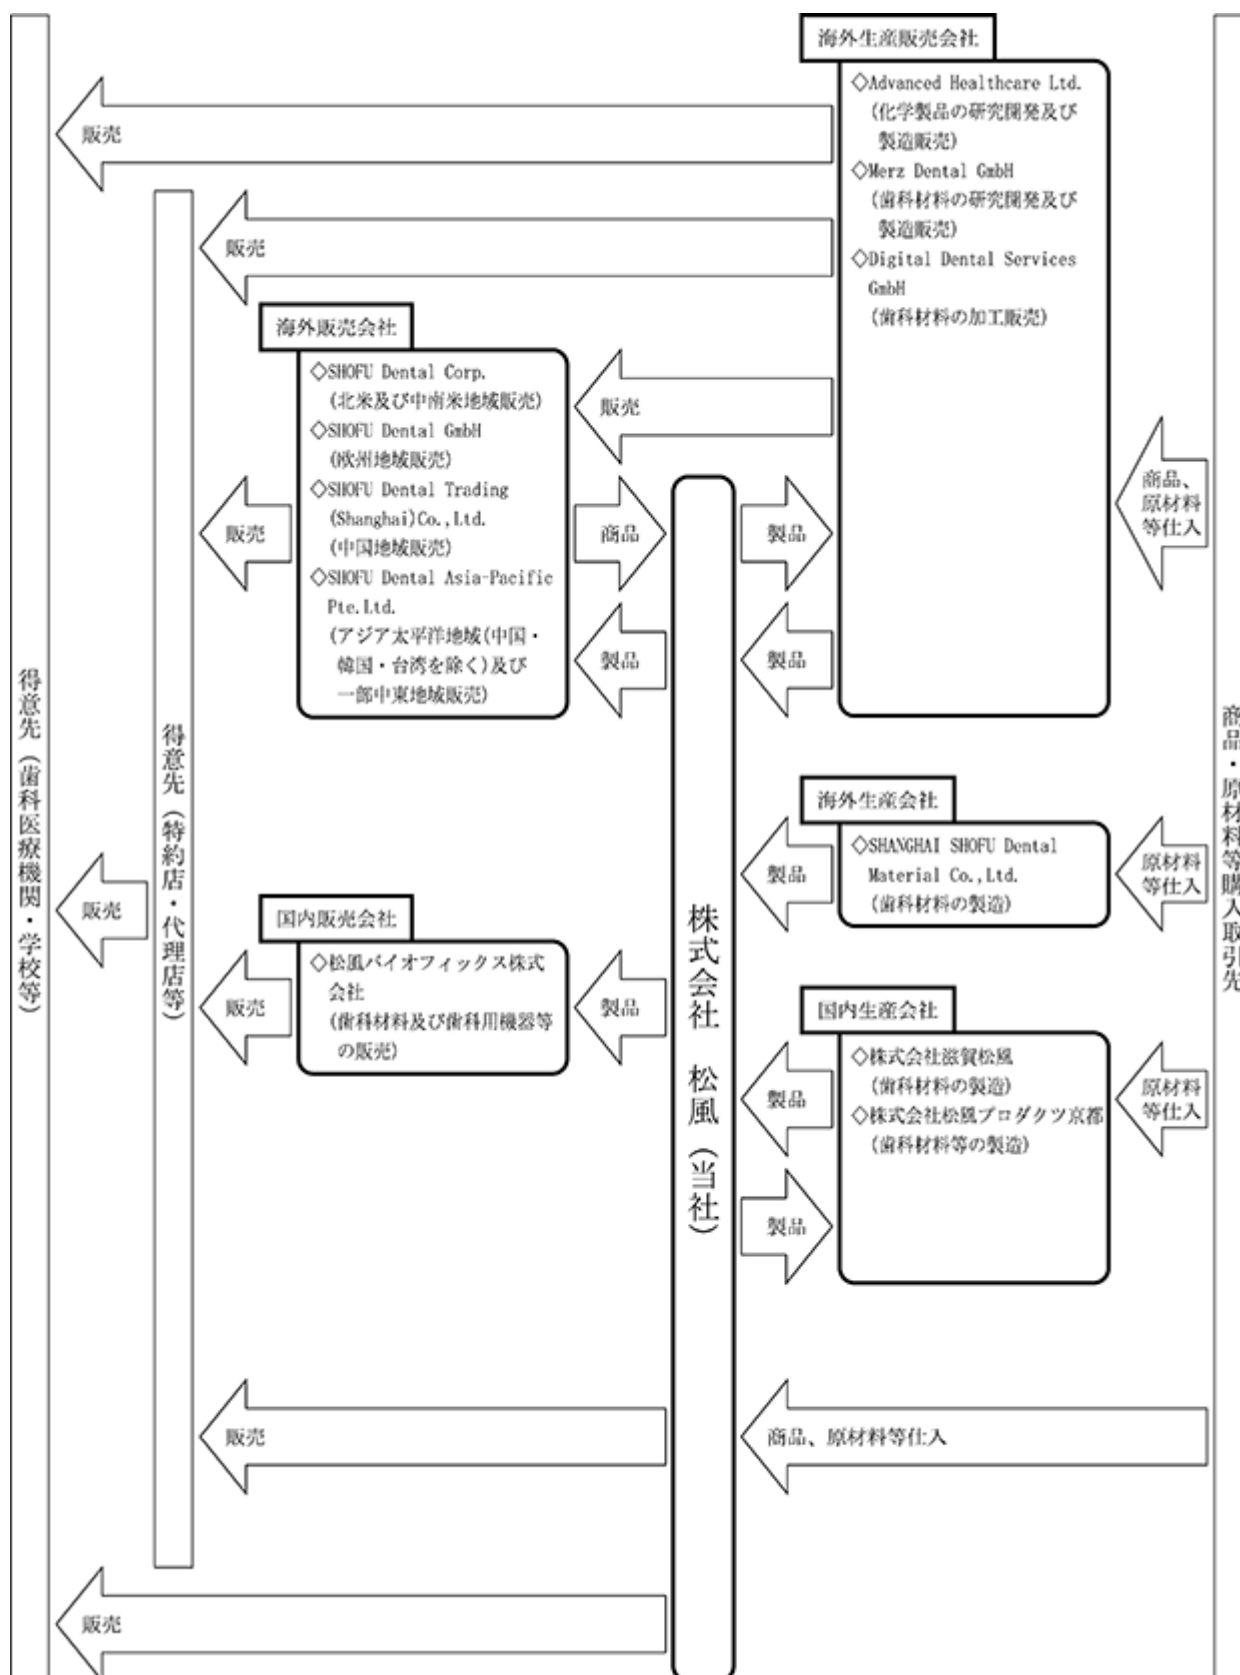 海外生産販売会社
◇Advanced Healthcare Ltd.
(化学製品の研究開発及び
製造販売)
◇Merz Dental GmbH
(歯科材料の研究開発及び
製造販売)
◇Digital Dental Services
GmbH
(歯科材料の加工販売)
販売
販売
海外販売会社
◇SHOFU Dental Corp.
(北米及び中南米地域販売)
◇SHOFU Dental GmbH
(欧州地域販売)
◇SHOFU Dental Trading
(Shanghai)Co.,Ltd.
(中国地域販売)
◇SHOFU Dental Asia-Pacific
Pte.Ltd.
(アジア太平洋地域(中国・
韓国・台湾を除く)及び
一部中東地域販売)
販売
販売
商品
製品
商品、
原材料
等仕入
製品
製品
得意先(歯科医療機関・学校等)
得意先(特約店・代理店等)
株式会社 松風(当社)
商品・原材料等購入取引先
海外生産会社
◇SHANGHAI SHOFU Dental
Material Co.,Ltd.
(歯科材料の製造)
製品
原材料
等仕入
販売
国内販売会社
◇松風バイオフィックス株式
会社
(歯科材料及び歯科用機器等
の販売)
販売
製品
国内生産会社
◇株式会社滋賀松風
(歯科材料の製造)
◇株式会社松風プロダクツ京都
(歯科材料等の製造)
製品
原材料
等仕入
製品
販売
商品、原材料等仕入
販売